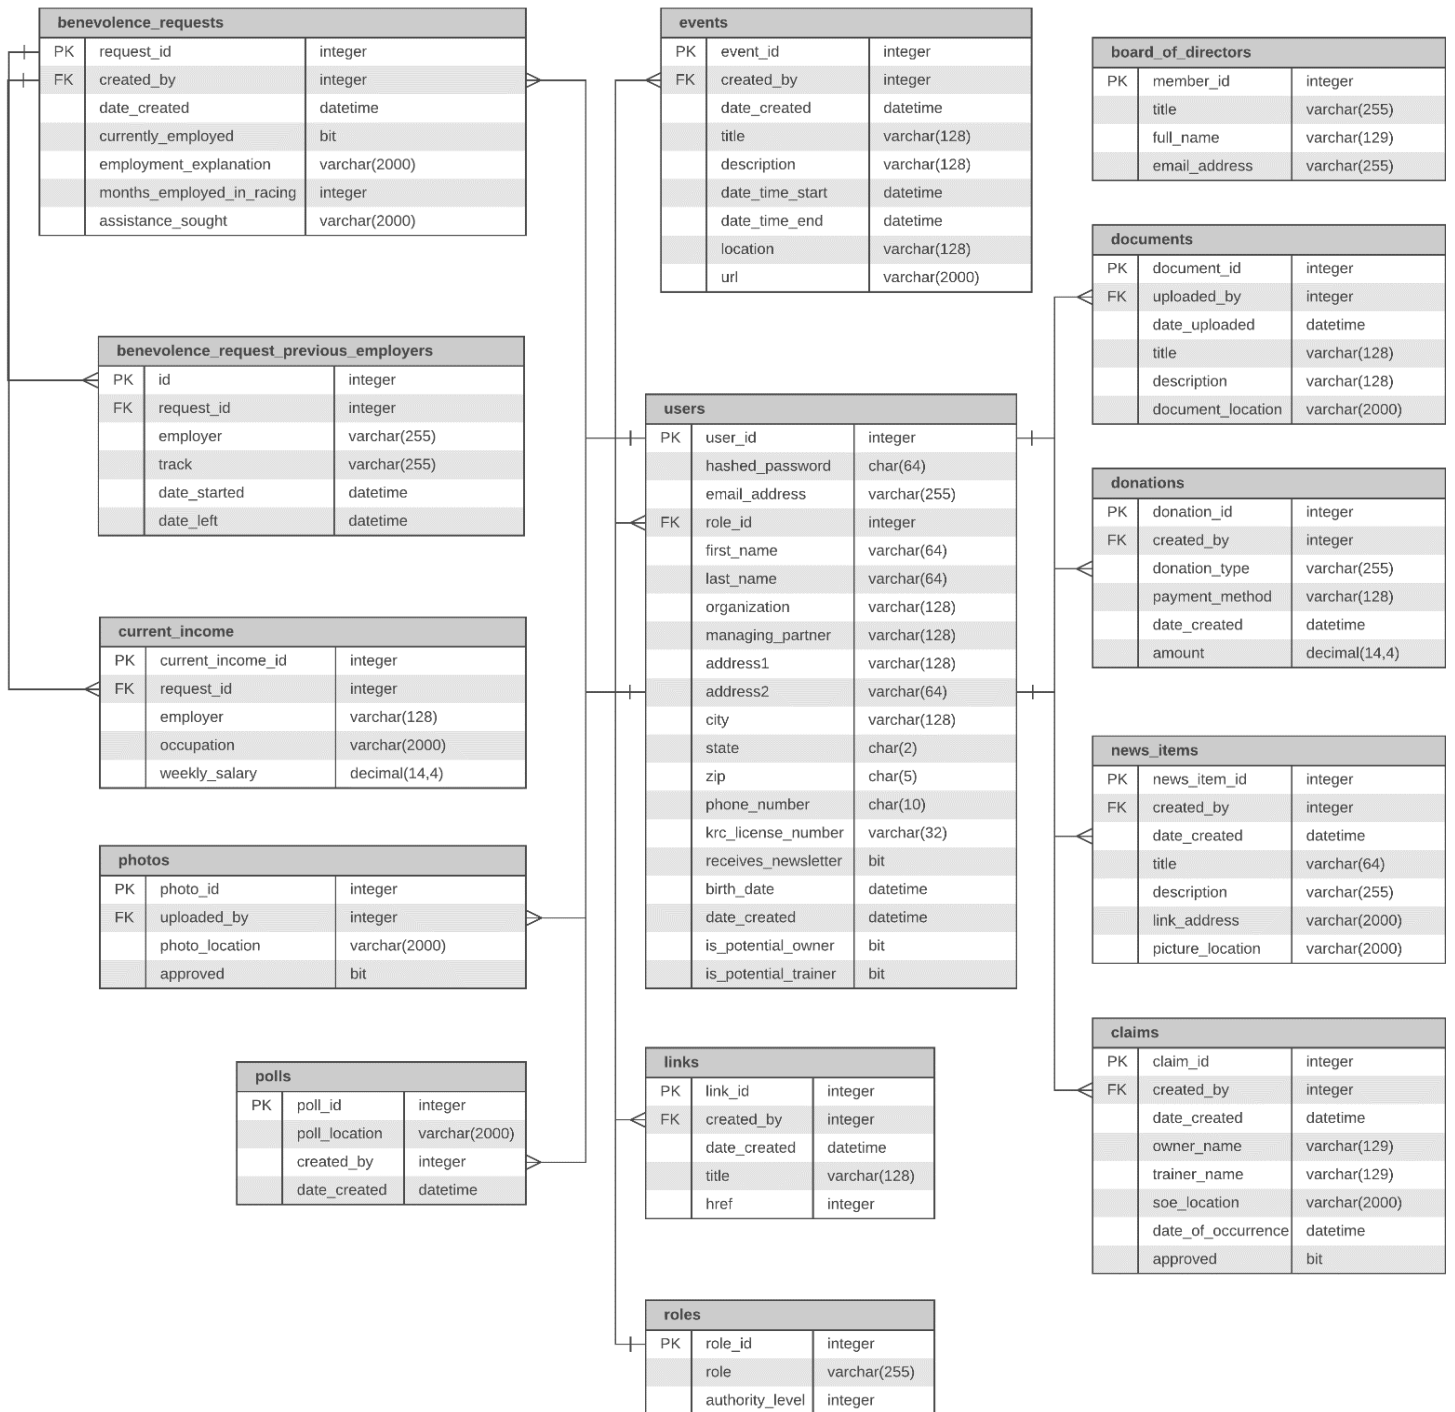 benevolence_requests
PK request_id integer
FK created_by integer
date_created datetime
currently_employed bit
employment_explanation varchar(2000)
months_employed_in_racing integer
assistance_sought varchar(2000)
benevolence_request_previous_employers
PK id integer
FK request_id integer
employer varchar(255)
track varchar(255)
date_started datetime
date_left datetime
current_income
PK current_income_id integer
FK request_id integer
employer varchar(128)
occupation varchar(2000)
weekly_salary decimal(14,4)
photos
PK photo_id integer
FK uploaded_by integer
photo_location varchar(2000)
approved bit
polls
PK poll_id integer
poll_location varchar(2000)
created_by integer
date_created datetime
events
PK event_id integer
FK created_by integer
date_created datetime
title varchar(128)
description varchar(128)
date_time_start datetime
date_time_end datetime
location varchar(128)
url varchar(2000)
users
PK user_id integer
hashed_password char(64)
email_address varchar(255)
FK role_id integer
first_name varchar(64)
last_name varchar(64)
organization varchar(128)
managing_partner varchar(128)
address1 varchar(128)
address2 varchar(64)
city varchar(128)
state char(2)
zip char(5)
phone_number char(10)
krc_license_number varchar(32)
receives_newsletter bit
birth_date datetime
date_created datetime
is_potential_owner bit
is_potential_trainer bit
links
PK link_id integer
FK created_by integer
date_created datetime
title varchar(128)
href integer
roles
PK role_id integer
role varchar(255)
authority_level integer
board_of_directors
PK member_id integer
title varchar(255)
full_name varchar(129)
email_address varchar(255)
documents
PK document_id integer
FK uploaded_by integer
date_uploaded datetime
title varchar(128)
description varchar(128)
document_location varchar(2000)
donations
PK donation_id integer
FK created_by integer
donation_type varchar(255)
payment_method varchar(128)
date_created datetime
amount decimal(14,4)
news_items
PK news_item_id integer
FK created_by integer
date_created datetime
title varchar(64)
description varchar(255)
link_address varchar(2000)
picture_location varchar(2000)
claims
PK claim_id integer
FK created_by integer
date_created datetime
owner_name varchar(129)
trainer_name varchar(129)
soe_location varchar(2000)
date_of_occurrence datetime
approved bit